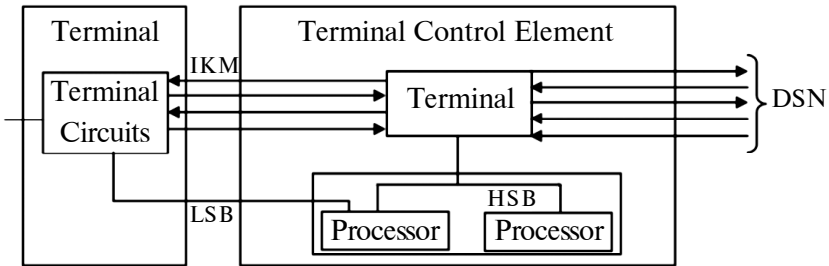 Terminal
Terminal Control Element
IKM
Terminal
Circuits
Terminal
DSN
LSB
HSB
Processor
Processor